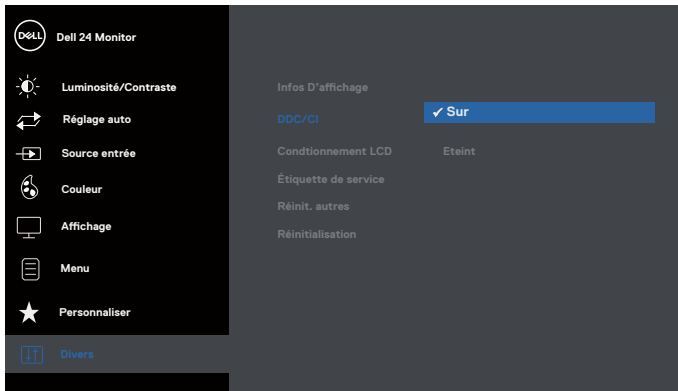 DELL
Dell 24 Monitor
Luminosité/Contraste
Réglage auto
Source entrée
Couleur
Affichage
Menu
Personnaliser
Divers
Infos D'affichage
DDC/CI
Condtionnement LCD
Étiquette de service
Réinit. autres
Réinitialisation
Sur
Eteint